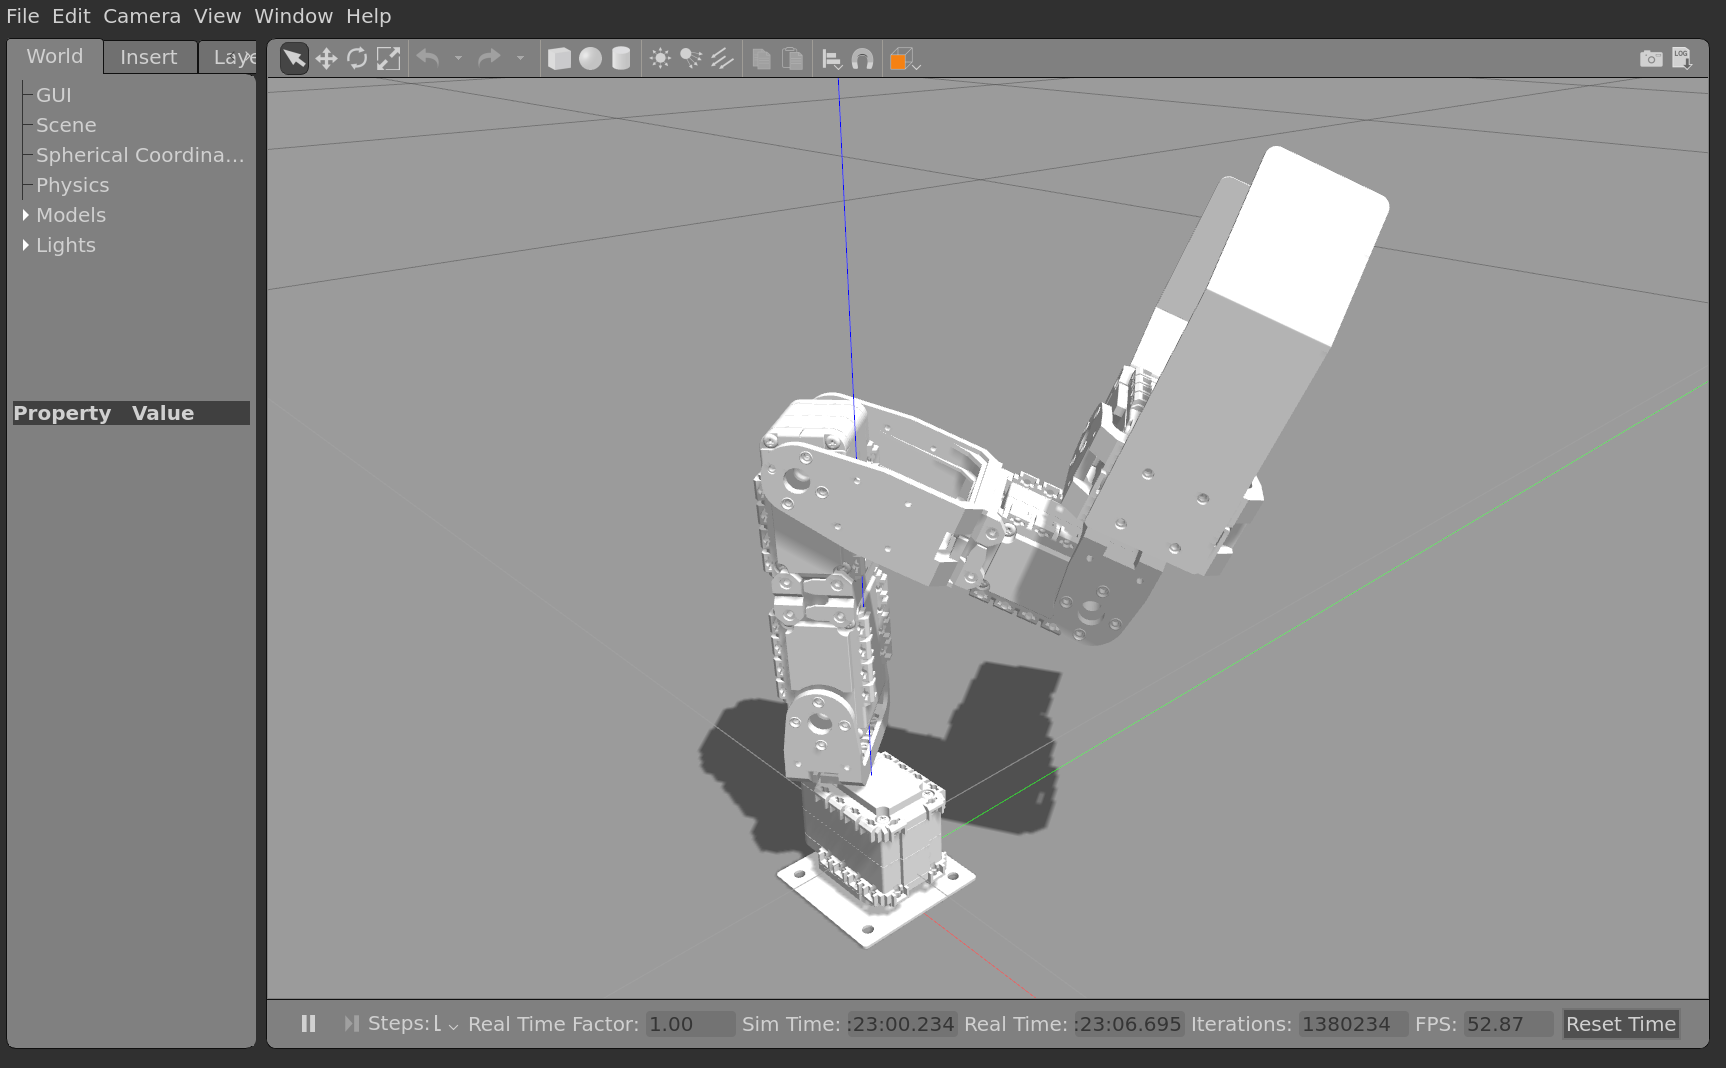 File Edit Camera View Window Help
World Insert Laye
LOG
GUI
Scene
Spherical Coordina...
Physics
Models
Lights
Property Value
Steps: Real Time Factor: 1.00 Sim Time: :23:00.234 Real Time: :23:06.695 Iterations: 1380234 FPS: 52.87 Reset Time